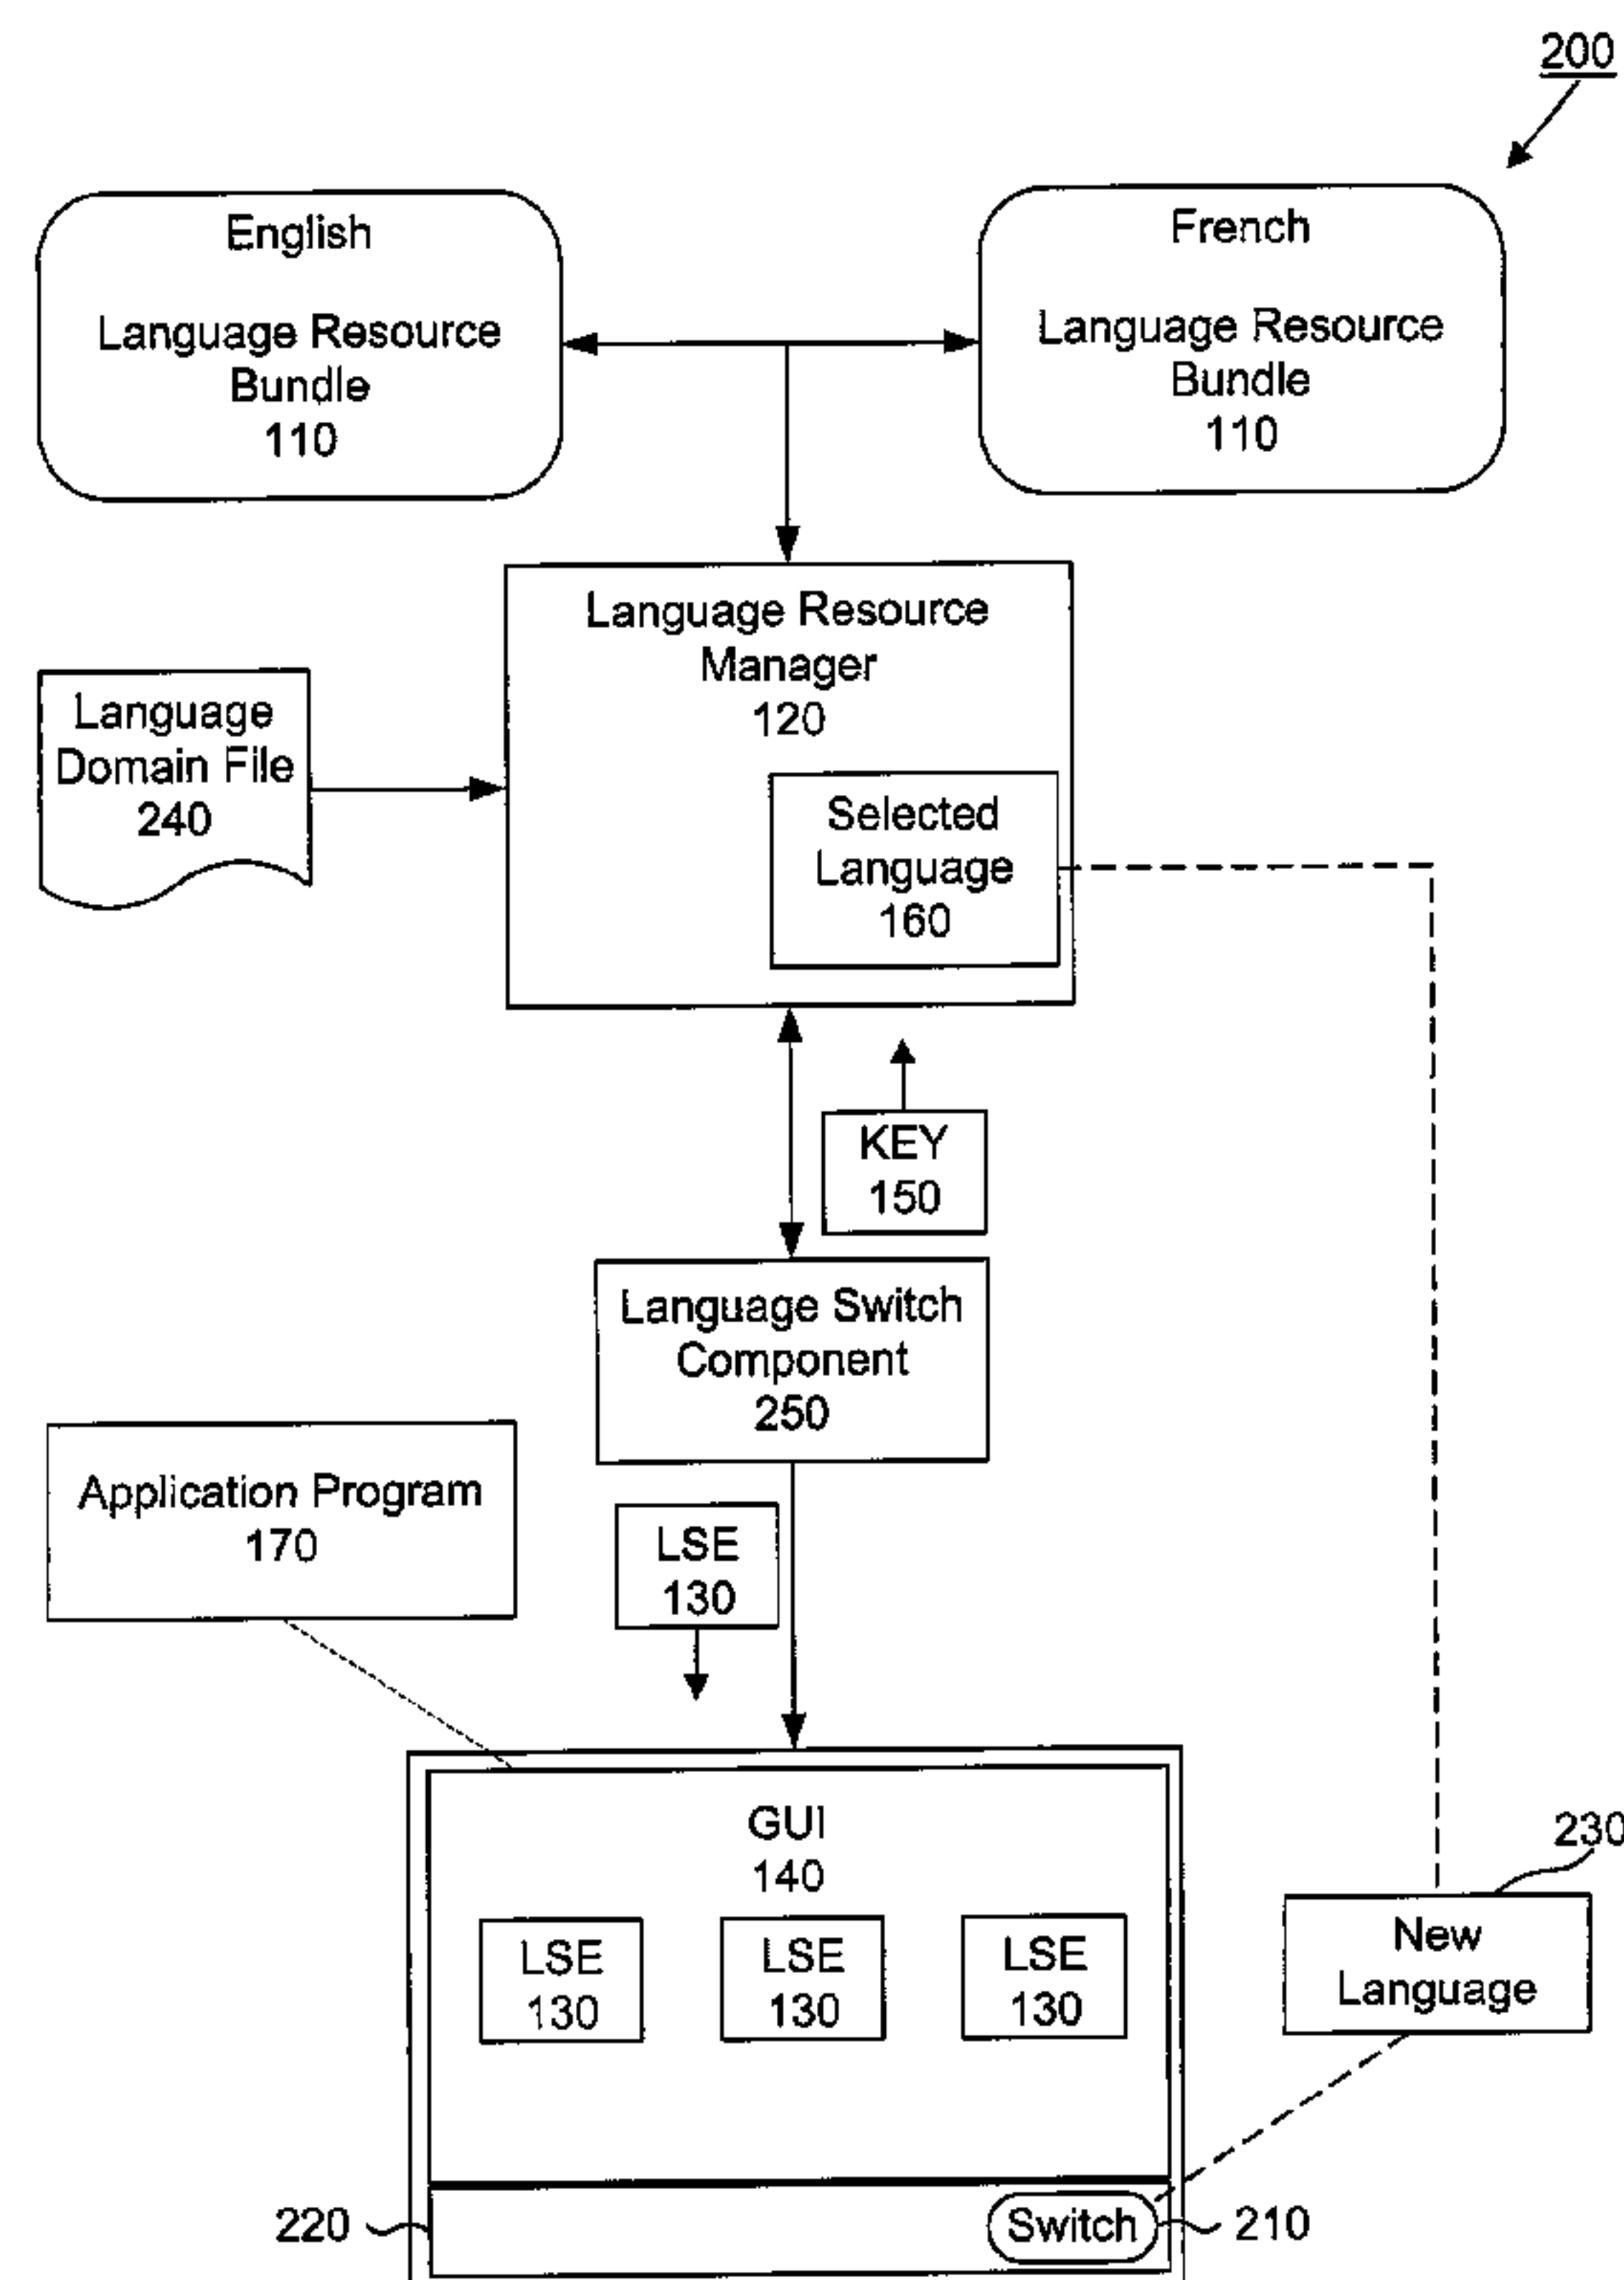 200
English
Language Resource
Bundle
110
French
Language Resource
Bundle
110
Language Resource
Manager
120
Language
Domain File
240
Selected
Language
160
KEY
150
Language Switch
Component
250
Application Program
170
LSE
130
GUI
140
LSE
130
LSE
130
LSE
130
230
New
Language
220
Switch
210